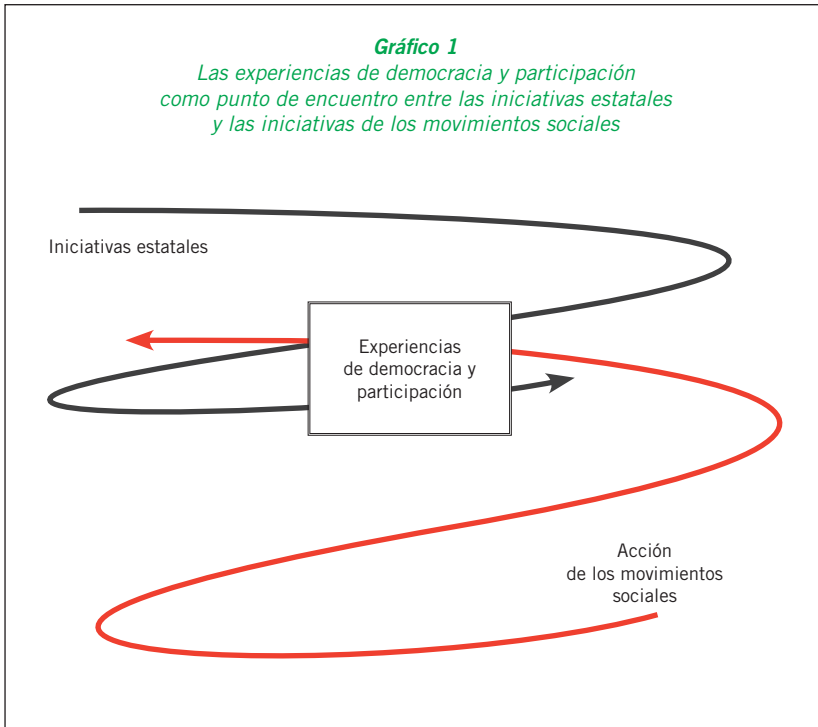 Gráfico 1
Las experiencias de democracia y participación
como punto de encuentro entre las iniciativas estatales
y las iniciativas de los movimientos sociales
Iniciativas estatales
Experiencias
de democracia y
participación
Acción
de los movimientos
sociales